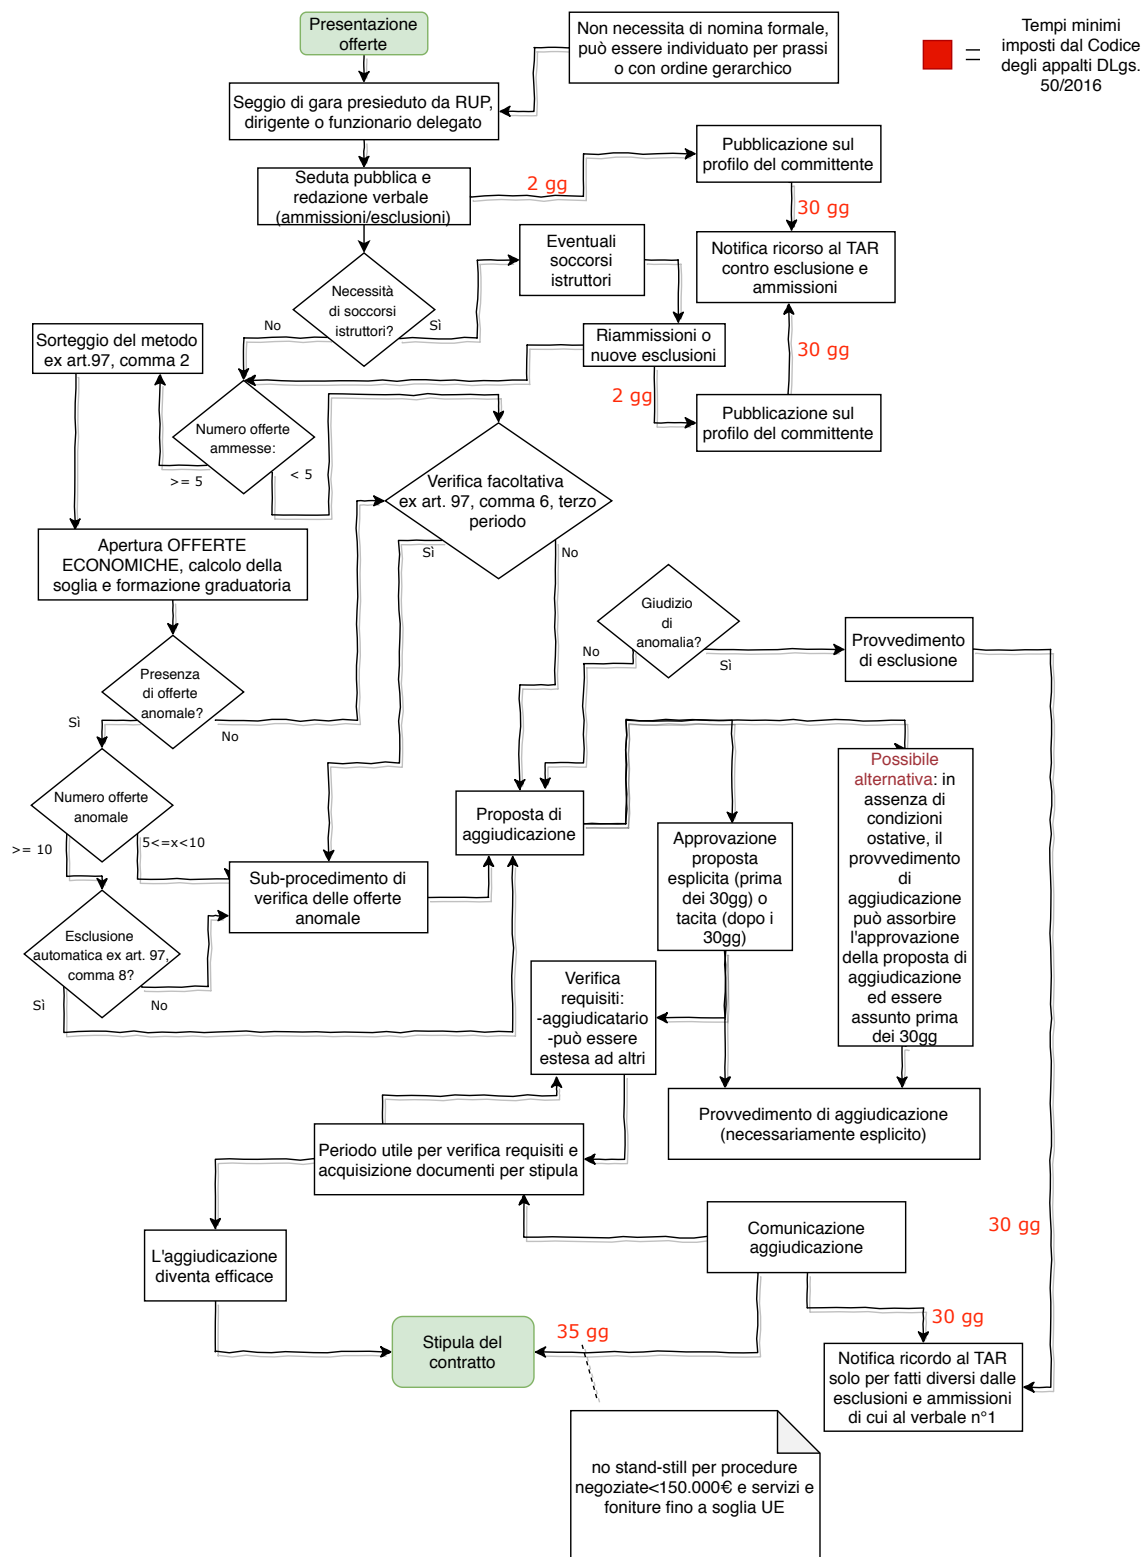 Presentazione
offerte
Non necessita di nomina formale,
può essere individuato per prassi
o con ordine gerarchico
=
Tempi minimi
imposti dal Codice
degli appalti DLgs.
50/2016
Seggio di gara presieduto da RUP,
dirigente o funzionario delegato
Seduta pubblica e
redazione verbale
(ammissioni/esclusioni)
2 gg
Pubblicazione sul
profilo del committente
30 gg
Notifica ricorso al TAR
contro esclusione e
ammissioni
Eventuali
soccorsi
istruttori
Necessità
di soccorsi
istruttori?
No
Sì
Riammissioni o
nuove esclusioni
30 gg
2 gg
Pubblicazione sul
profilo del committente
Sorteggio del metodo
ex art.97, comma 2
Numero offerte
ammesse:
>= 5
< 5
Verifica facoltativa
ex art. 97, comma 6, terzo
periodo
Sì
No
Apertura OFFERTE
ECONOMICHE, calcolo della
soglia e formazione graduatoria
Giudizio
di
anomalia?
No
Sì
Provvedimento
di esclusione
Presenza
di offerte
anomale?
Sì
No
Numero offerte
anomale
>= 10
5<=x<10
Proposta di
aggiudicazione
Approvazione
proposta
esplicita (prima
dei 30gg) o
tacita (dopo i
30gg)
Possibile
alternativa: in
assenza di
condizioni
ostative, il
provvedimento
di
aggiudicazione
può assorbire
l'approvazione
della proposta di
aggiudicazione
ed essere
assunto prima
dei 30gg
Sub-procedimento di
verifica delle offerte
anomale
Esclusione
automatica ex art. 97,
comma 8?
Sì
No
Verifica
requisiti:
-aggiudicatario
-può essere
estesa ad altri
Provvedimento di aggiudicazione
(necessariamente esplicito)
Periodo utile per verifica requisiti e
acquisizione documenti per stipula
30 gg
Comunicazione
aggiudicazione
L'aggiudicazione
diventa efficace
30 gg
Stipula del
contratto
35 gg
Notifica ricordo al TAR
solo per fatti diversi dalle
esclusioni e ammissioni
di cui al verbale n°1
no stand-still per procedure
negoziate<150.000€ e servizi e
foniture fino a soglia UE